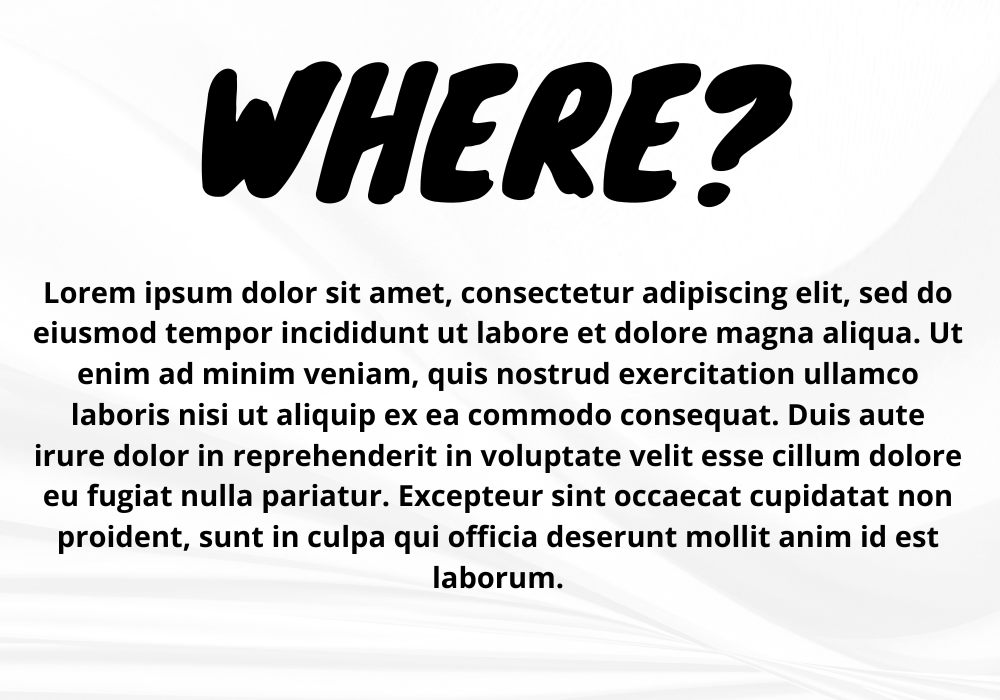 WHERE?
Lorem ipsum dolor sit amet, consectetur adipiscing elit, sed do
eiusmod tempor incididunt ut labore et dolore magna aliqua. Ut
enim ad minim veniam, quis nostrud exercitation ullamco
laboris nisi ut aliquip ex ea commodo consequat. Duis aute
irure dolor in reprehenderit in voluptate velit esse cillum dolore
eu fugiat nulla pariatur. Excepteur sint occaecat cupidatat non
proident, sunt in culpa qui officia deserunt mollit anim id est
laborum.